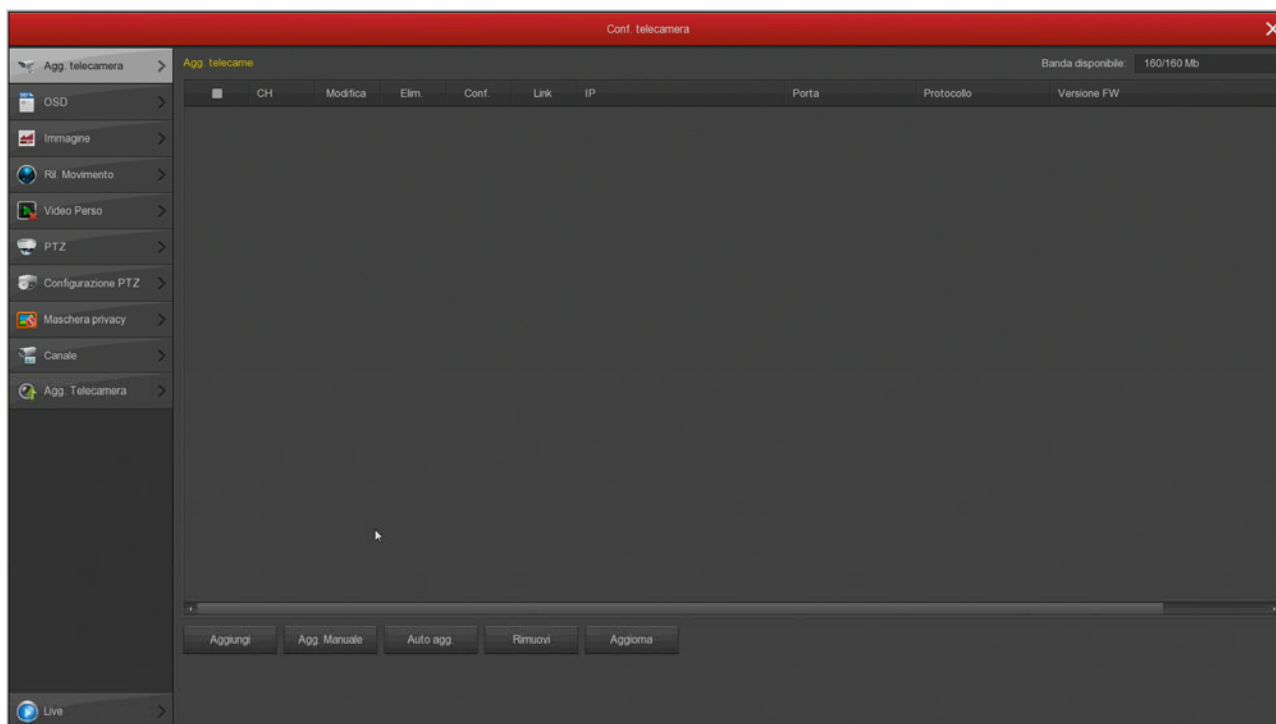 Conf. telecamera
Agg. telecamera
OSD
Immagine
Ril. Movimento
Video Perso
PTZ
Configurazione PTZ
Maschera privacy
Canale
Agg. Telecamera
Live
Agg. telecame
Banda disponibile: 160/160 Mb
CH Modifica Elim. Conf. Link IP Porta Protocollo Versione FW
Aggiungi Agg. Manuale Auto agg. Rimuovi Aggiorna